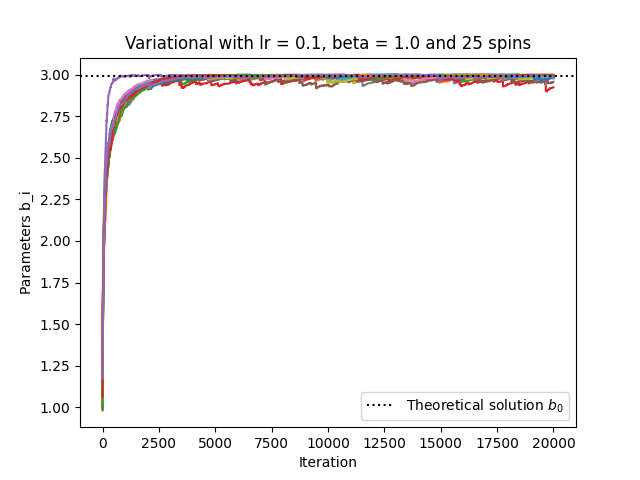 Variational with lr = 0.1, beta = 1.0 and 25 spins
Parameters b_i
3.00
2.75
2.50
2.25
2.00
1.75
1.50
1.25
1.00
Theoretical solution b₀
0 2500 5000 7500 10000 12500 15000 17500 20000
Iteration